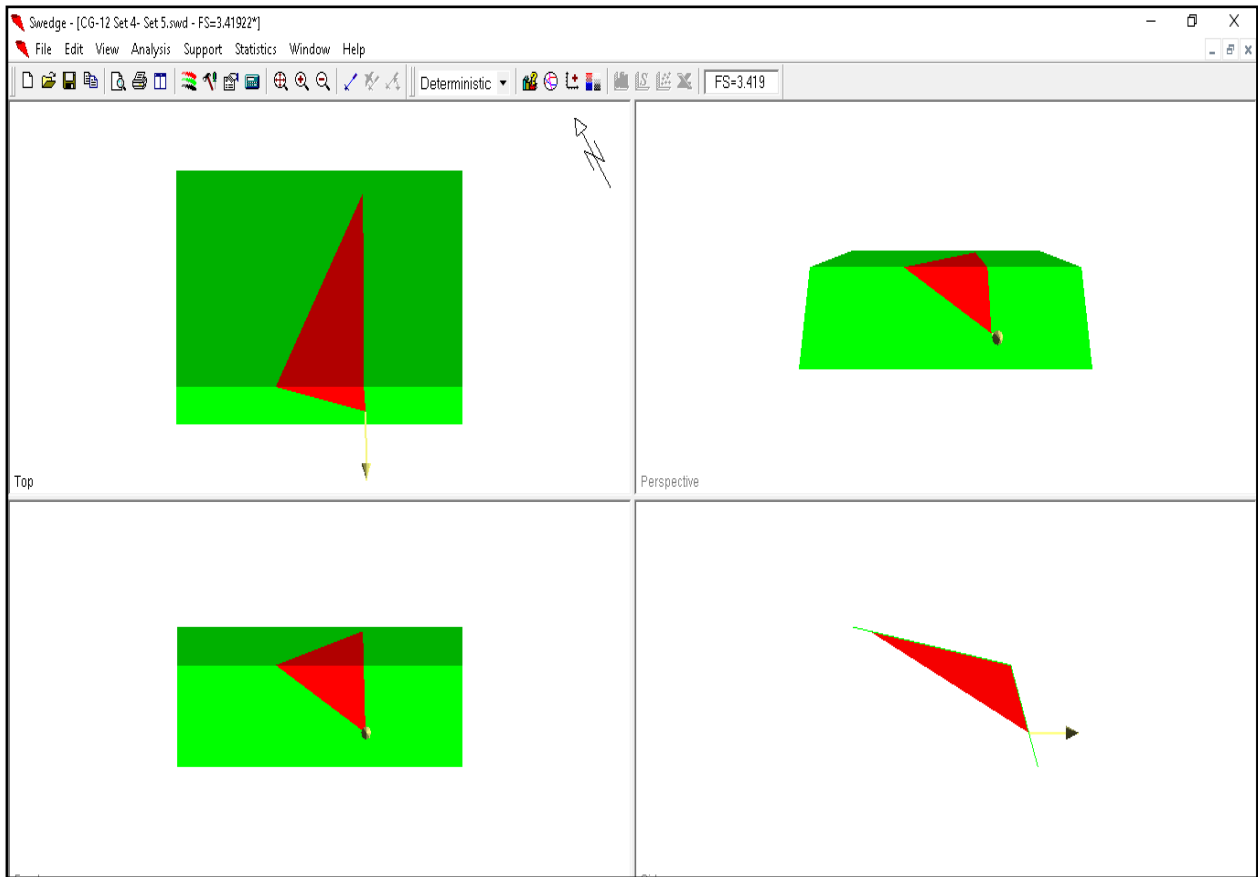 Swedge - [CG-12 Set 4- Set 5.swd - FS=3.41922*]
File Edit View Analysis Support Statistics Window Help
Deterministic FS=3.419
N
Top
Perspective